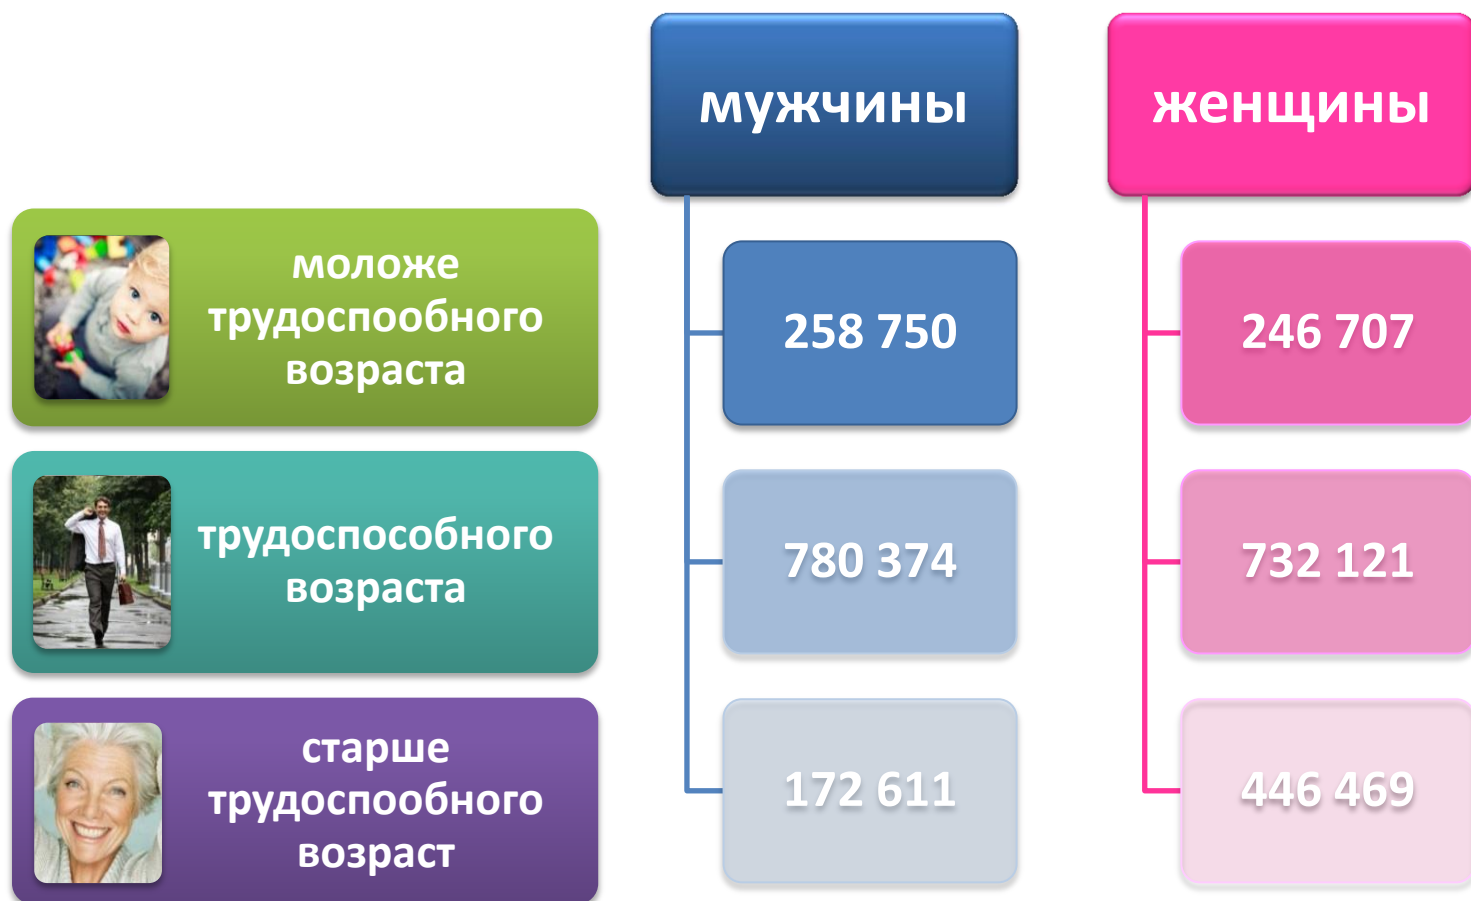 мужчины
женщины
моложе
трудоспообного
возраста
258 750
246 707
трудоспособного
возраста
780 374
732 121
старше
трудоспообного
возраст
172 611
446 469